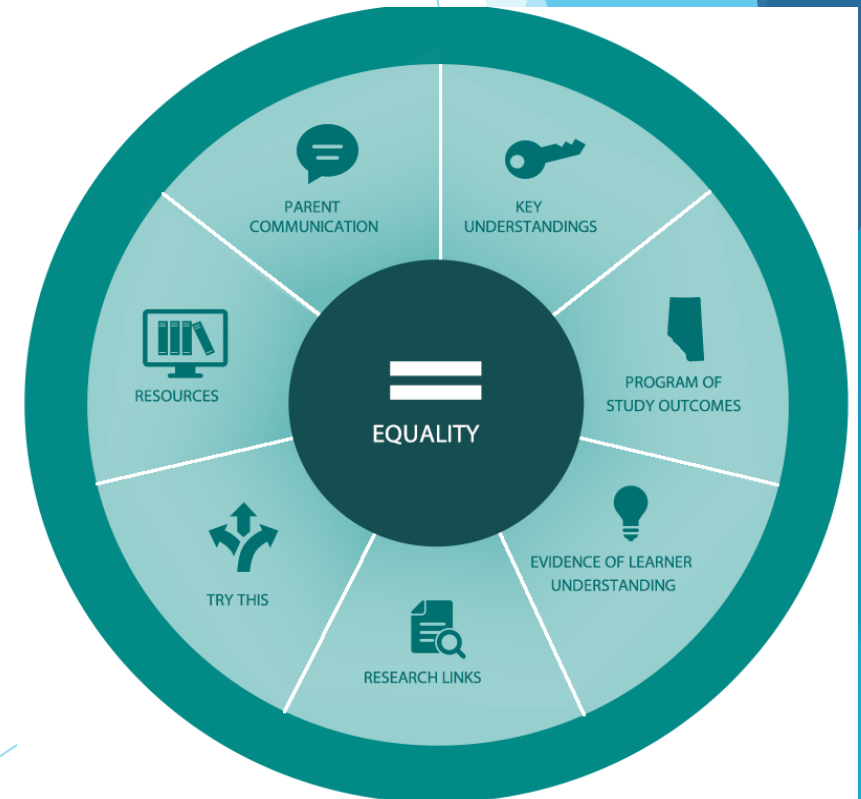 PARENT
COMMUNICATION
KEY
UNDERSTANDINGS
RESOURCES
PROGRAM OF
STUDY OUTCOMES
EQUALITY
TRY THIS
EVIDENCE OF LEARNER
UNDERSTANDING
RESEARCH LINKS